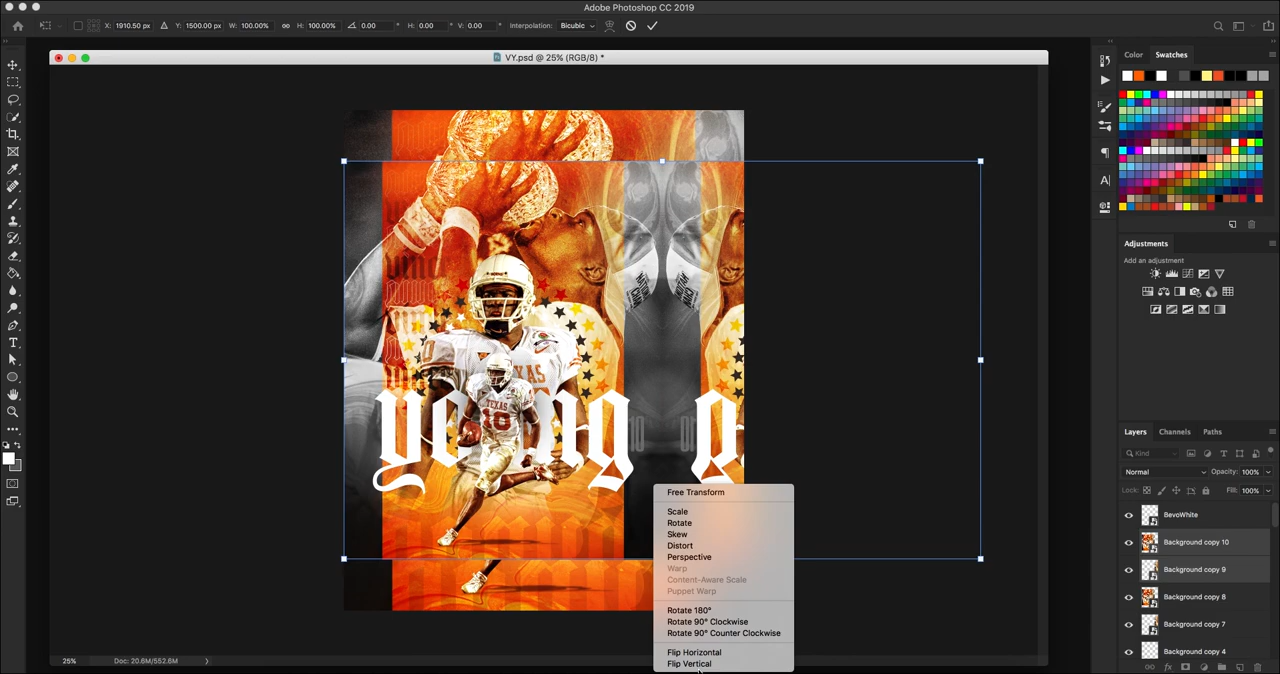 Adobe Photoshop CC 2019
X: 1910.50 px Y: 1500.00 px W: 100.00% H: 100.00% 0.00 ° H: 0.00 ° V: 0.00 ° Interpolation: Bicubic
VY.psd @ 25% (RGB/8) *
Color Swatches
Adjustments
Add an adjustment
TEXAS
TEXAS
10
young
Free Transform
Scale
Rotate
Skew
Distort
Perspective
Warp
Content-Aware Scale
Puppet Warp
Rotate 180°
Rotate 90° Clockwise
Rotate 90° Counter Clockwise
Flip Horizontal
Flip Vertical
Layers Channels Paths
Kind
Normal Opacity: 100%
Lock: Fill: 100%
BevoWhite
Background copy 10
Background copy 9
Background copy 8
Background copy 7
Background copy 4
25% Doc: 20.6M/552.6M